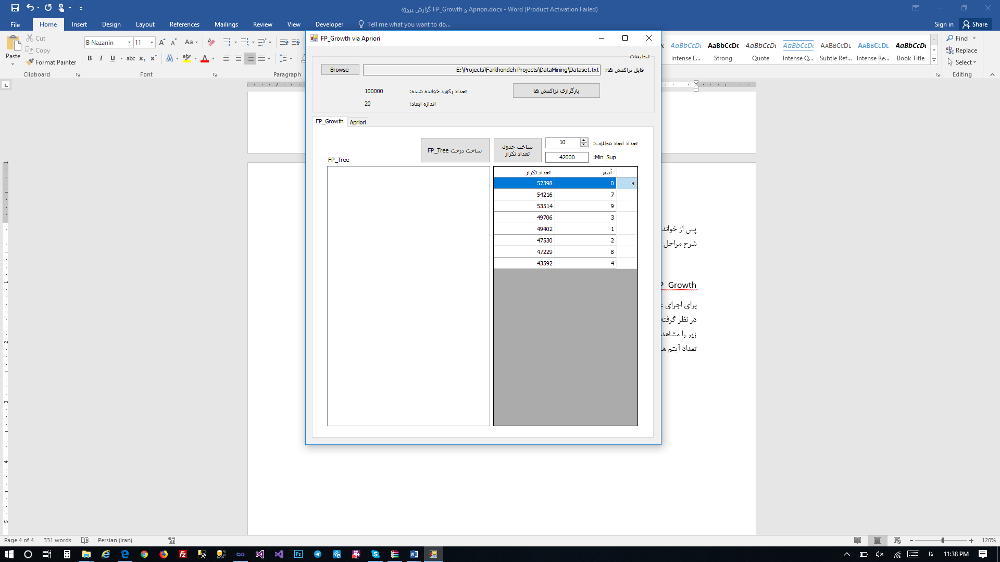 گزارش پروژه FP_Growth و Apriori.docx - Word (Product Activation Failed)
File Home Insert Design Layout References Mailings Review View Developer Tell me what you want to do... Sign in Share
Paste
Cut
Copy
Format Painter
Clipboard
B Nazanin 11
B I U abc x₂ x²
Font
Paragraph
AaBbCcDc Intense E...
AaBbCcDc Strong
AaBbCcDc Quote
AaBbCcDc Intense Q...
AABBCCDC Subtle Ref...
AABBCCDC Intense Re...
AaBbCcDc Book Title
Find
Replace
Select
Editing
FP_Growth via Apriori
تنظیمات
فایل تراکنش ها:
E:\Projects\Farkhondeh Projects\DataMining\Dataset.txt
Browse
بارگزاری تراکنش ها
تعداد رکورد خوانده شده:
100000
اندازه ابعاد:
20
FP_Growth Apriori
تعداد ابعاد مطلوب:
10
Min_Sup:
42000
ساخت جدول
تعداد تکرار
ساخت درخت FP_Tree
FP_Tree
آیتم تعداد تکرار
0 57398
7 54216
9 53514
3 49706
1 49402
2 47530
8 47229
4 43592
پس از خواند
شرح مراحل
P_Growth
برای اجرای
در نظر گرفته
زیر را مشاهد
تعداد آیتم ه
Page 4 of 4 331 words Persian (Iran) 120%
فا 11:38 PM